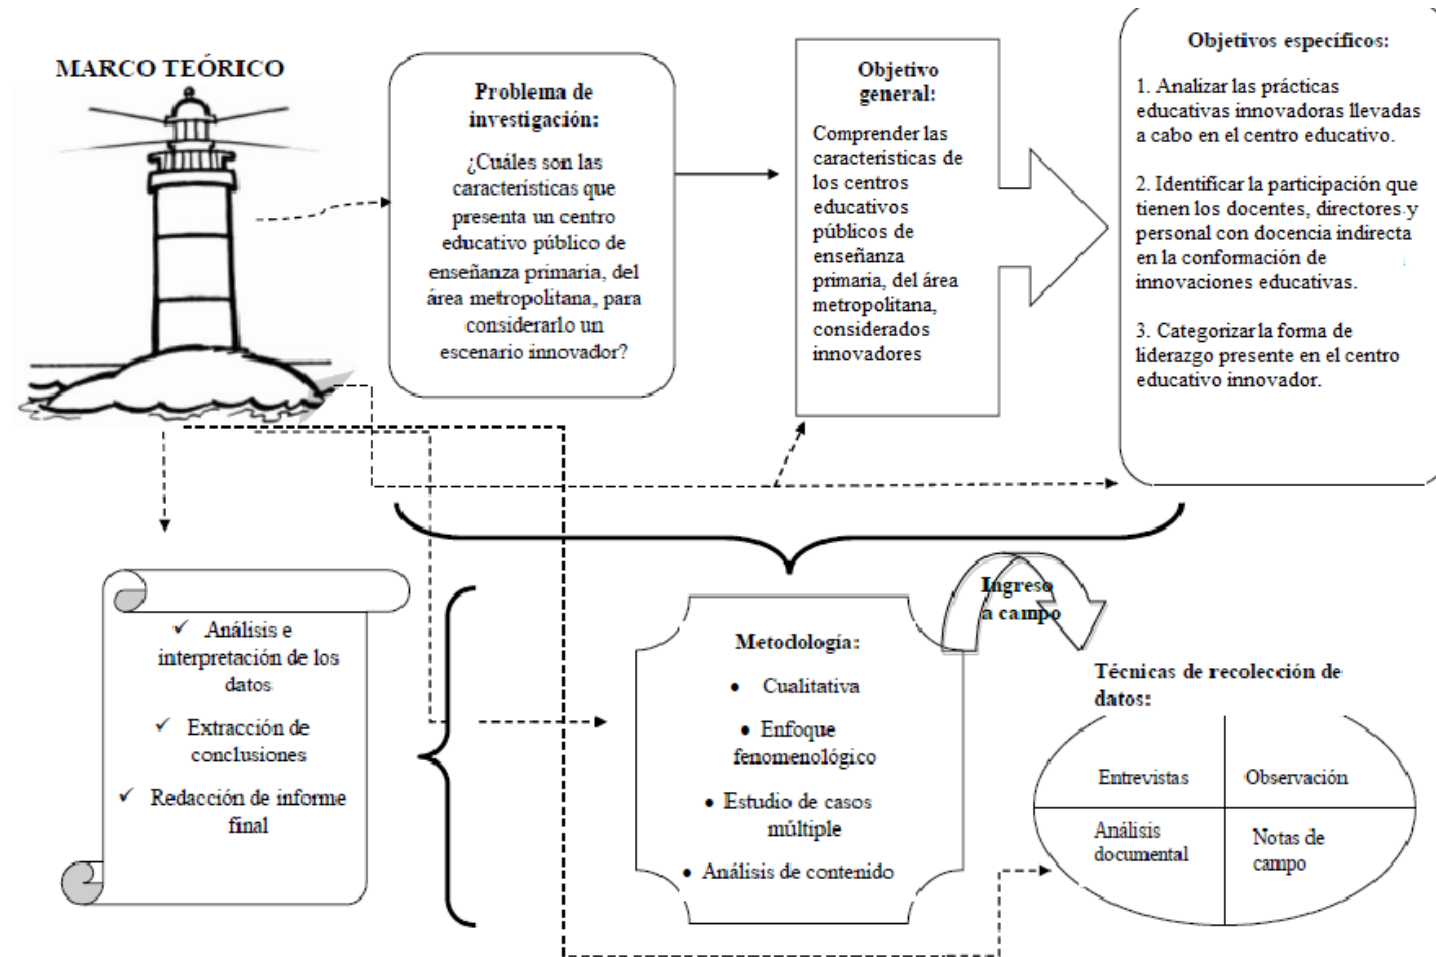 MARCO TEÓRICO
Problema de
investigación:
¿Cuáles son las
características que
presenta un centro
educativo público de
enseñanza primaria, del
área metropolitana, para
considerarlo un
escenario innovador?
Objetivo
general:
Comprender las
características de
los centros
educativos
públicos de
enseñanza
primaria, del área
metropolitana,
considerados
innovadores
Objetivos específicos:
1. Analizar las prácticas
educativas innovadoras llevadas
a cabo en el centro educativo.
2. Identificar la participación que
tienen los docentes, directores y
personal con docencia indirecta
en la conformación de
innovaciones educativas.
3. Categorizar la forma de
liderazgo presente en el centro
educativo innovador.
✓ Análisis e
interpretación de los
datos
✓ Extracción de
conclusiones
✓ Redacción de informe
final
Metodología:
• Cualitativa
• Enfoque
fenomenológico
• Estudio de casos
múltiple
• Análisis de contenido
Ingreso
a campo
Técnicas de recolección de
datos:
Entrevistas
Observación
Análisis
documental
Notas de
campo